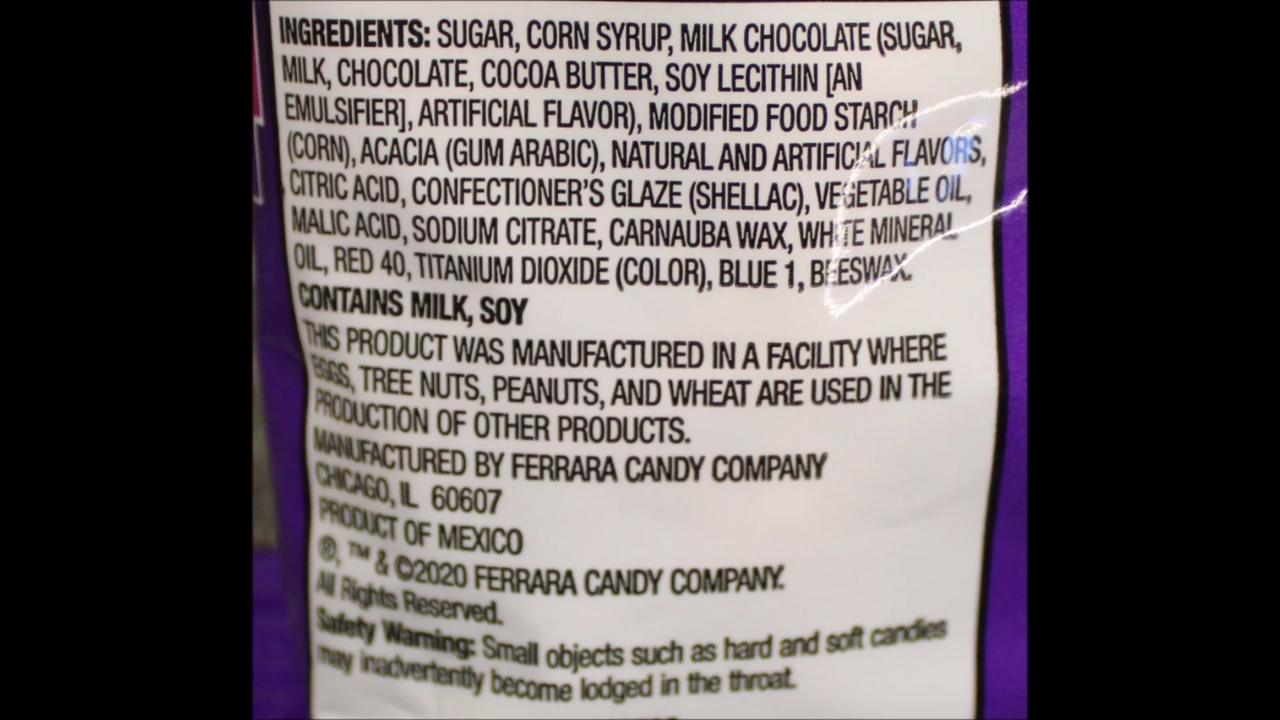 INGREDIENTS: SUGAR, CORN SYRUP, MILK CHOCOLATE (SUGAR,
MILK, CHOCOLATE, COCOA BUTTER, SOY LECITHIN [AN
EMULSIFIER], ARTIFICIAL FLAVOR), MODIFIED FOOD STARCH
(CORN), ACACIA (GUM ARABIC), NATURAL AND ARTIFICIAL FLAVORS,
CITRIC ACID, CONFECTIONER'S GLAZE (SHELLAC), VEGETABLE OIL,
MALIC ACID, SODIUM CITRATE, CARNAUBA WAX, WHITE MINERAL
OIL, RED 40, TITANIUM DIOXIDE (COLOR), BLUE 1, BEESWAX.
CONTAINS MILK, SOY
THIS PRODUCT WAS MANUFACTURED IN A FACILITY WHERE
EGGS, TREE NUTS, PEANUTS, AND WHEAT ARE USED IN THE
PRODUCTION OF OTHER PRODUCTS.
MANUFACTURED BY FERRARA CANDY COMPANY
CHICAGO, IL 60607
PRODUCT OF MEXICO
®, ™ & ©2020 FERRARA CANDY COMPANY.
All Rights Reserved.
Safety Warning: Small objects such as hard and soft candies
may inadvertently become lodged in the throat.